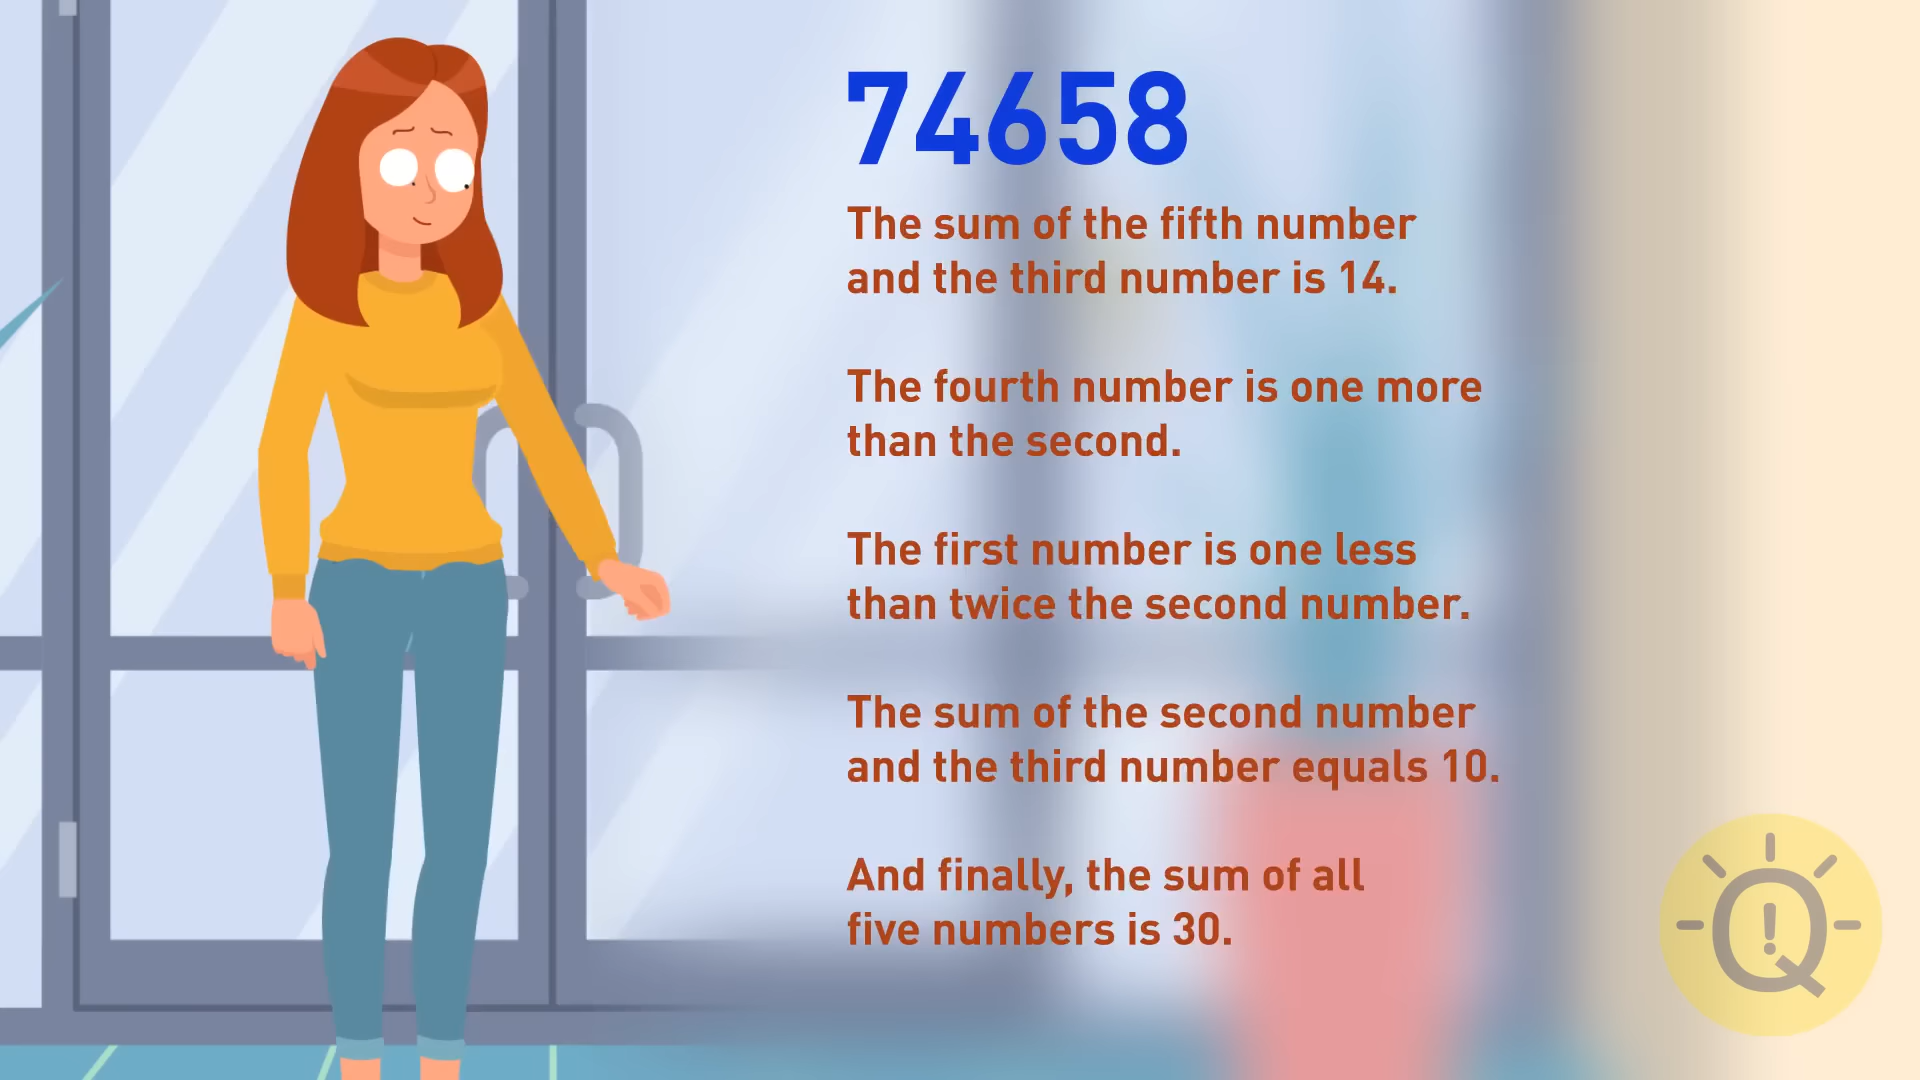 74658
The sum of the fifth number
and the third number is 14.
The fourth number is one more
than the second.
The first number is one less
than twice the second number.
The sum of the second number
and the third number equals 10.
And finally, the sum of all
five numbers is 30.
Q!